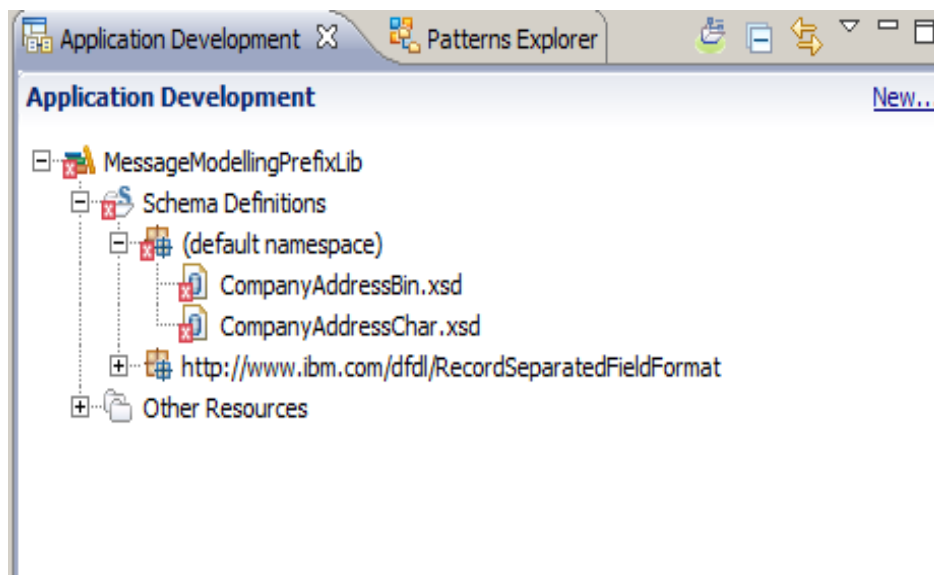 Application Development Patterns Explorer
Application Development New...
MessageModellingPrefixLib
Schema Definitions
(default namespace)
CompanyAddressBin.xsd
CompanyAddressChar.xsd
http://www.ibm.com/dfdl/RecordSeparatedFieldFormat
Other Resources